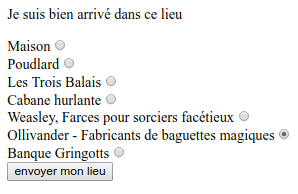 Je suis bien arrivé dans ce lieu
Maison
Poudlard
Les Trois Balais
Cabane hurlante
Weasley, Farces pour sorciers facétieux
Ollivander - Fabricants de baguettes magiques
Banque Gringotts
envoyer mon lieu